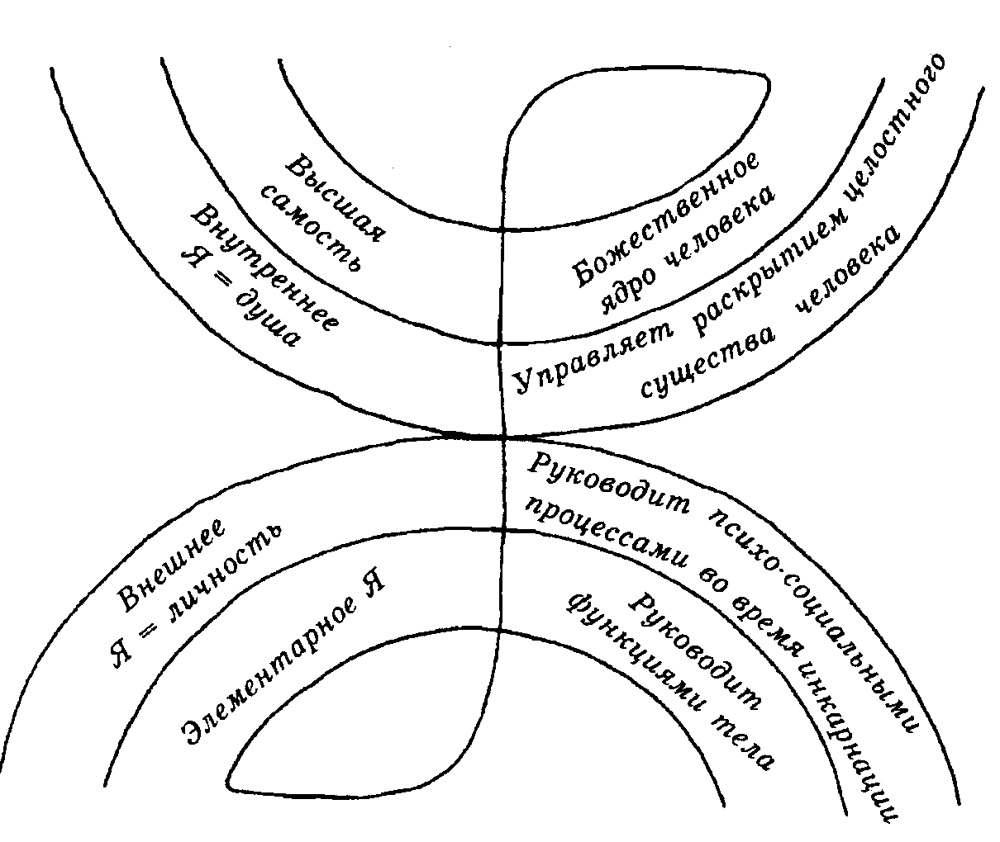 Высшая
самость
Божественное
ядро человека
Внутреннее
Я = душа
Управляет раскрытием целостного
существа человека
Внешнее
Я = личность
Руководит психо-социальными
процессами во время инкарнации
Элементарное Я
Руководит
функциями тела